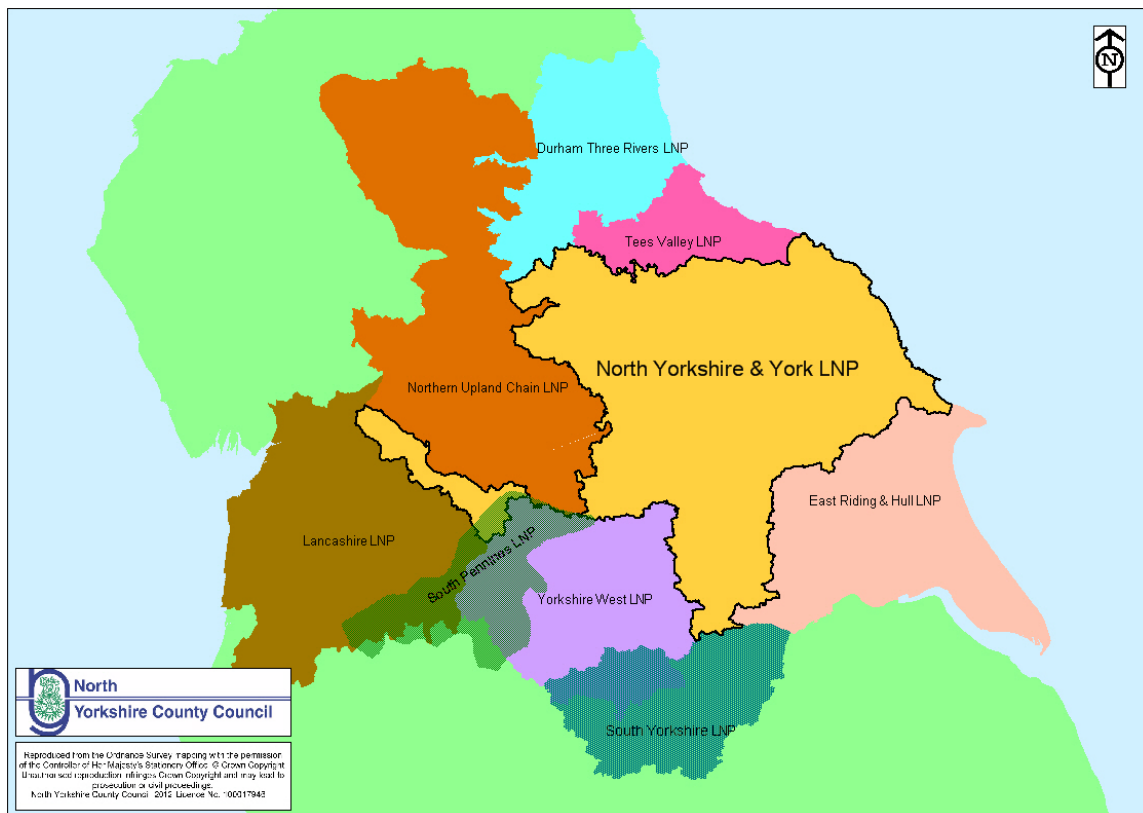 N
Durham Three Rivers LNP
Tees Valley LNP
North Yorkshire & York LNP
Northern Upland Chain LNP
East Riding & Hull LNP
Lancashire LNP
South Pennines LNP
Yorkshire West LNP
South Yorkshire LNP
North
Yorkshire County Council
Reproduced from the Ordnance Survey mapping with the permission
of the Controller of Her Majesty's Stationery Office © Crown Copyright
Unauthorised reproduction infringes Crown Copyright and may lead to
prosecution or civil proceedings.
North Yorkshire County Council 2012 Licence No. 100017946